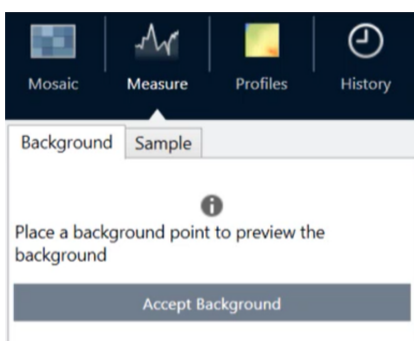 Mosaic Measure Profiles History
Background Sample
Place a background point to preview the
background
Accept Background